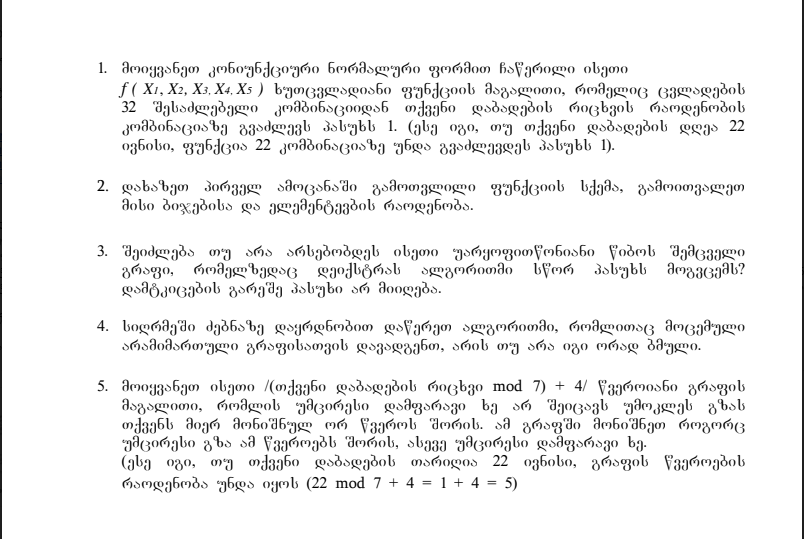 1. მოიყვანეთ კონიუნქციური ნორმალური ფორმით ჩაწერილი ისეთი
f ( X1, X2, X3, X4, X5 ) ხუთცვლადიანი ფუნქციის მაგალითი, რომელიც ცვლადების
32 შესაძლებელი კომბინაციიდან თქვენი დაბადების რიცხვის რაოდენობის
კომბინაციაზე გვაძლევს პასუხს 1. (ესე იგი, თუ თქვენი დაბადების დღეა 22
ივნისი, ფუნქცია 22 კომბინაციაზე უნდა გვაძლევდეს პასუხს 1).
2. დახაზეთ პირველ ამოცანაში გამოთვლილი ფუნქციის სქემა, გამოითვალეთ
მისი ბიჯებისა და ელემენტევბის რაოდენობა.
3. შეიძლება თუ არა არსებობდეს ისეთი უარყოფითწონიანი წიბოს შემცველი
გრაფი, რომელზედაც დეიქსტრას ალგორითმი სწორ პასუხს მოგვცემს?
დამტკიცების გარეშე პასუხი არ მიიღება.
4. სიღრმეში ძებნაზე დაყრდნობით დაწერეთ ალგორითმი, რომლითაც მოცემული
არამიმართული გრაფისათვის დავადგენთ, არის თუ არა იგი ორად ბმული.
5. მოიყვანეთ ისეთი /(თქვენი დაბადების რიცხვი mod 7) + 4/ წვეროიანი გრაფის
მაგალითი, რომლის უმცირესი დამფარავი ხე არ შეიცავს უმოკლეს გზას
თქვენს მიერ მონიშნულ ორ წვეროს შორის. ამ გრაფში მონიშნეთ როგორც
უმცირესი გზა ამ წვეროებს შორის, ასევე უმცირესი დამფარავი ხე.
(ესე იგი, თუ თქვენი დაბადების თარიღია 22 ივნისი, გრაფის წვეროების
რაოდენობა უნდა იყოს (22 mod 7 + 4 = 1 + 4 = 5)